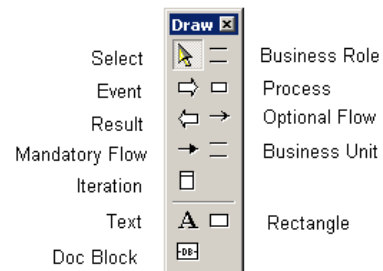 Draw
Select
Business Role
Event
Process
Result
Optional Flow
Mandatory Flow
Business Unit
Iteration
Text
A
Rectangle
Doc Block
DB